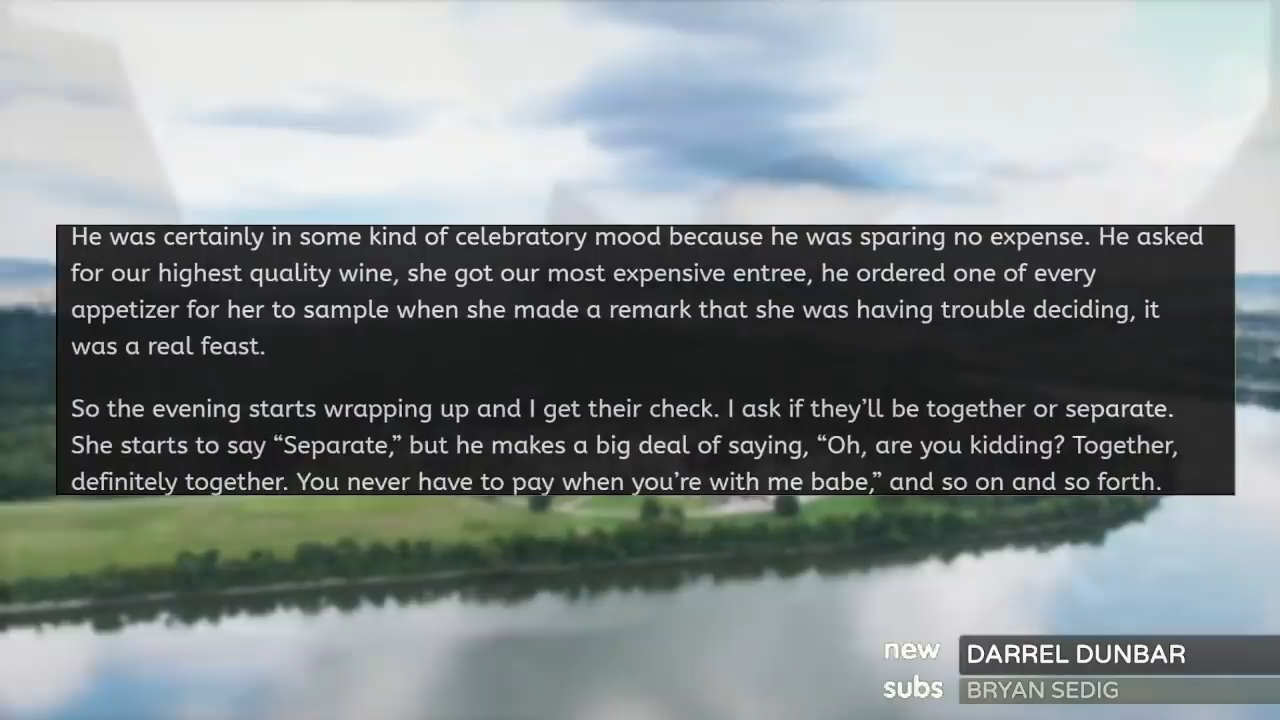 He was certainly in some kind of celebratory mood because he was sparing no expense. He asked
for our highest quality wine, she got our most expensive entree, he ordered one of every
appetizer for her to sample when she made a remark that she was having trouble deciding, it
was a real feast.
So the evening starts wrapping up and I get their check. I ask if they’ll be together or separate.
She starts to say “Separate,” but he makes a big deal of saying, “Oh, are you kidding? Together,
definitely together. You never have to pay when you’re with me babe,” and so on and so forth.
new
subs
DARREL DUNBAR
BRYAN SEDIG